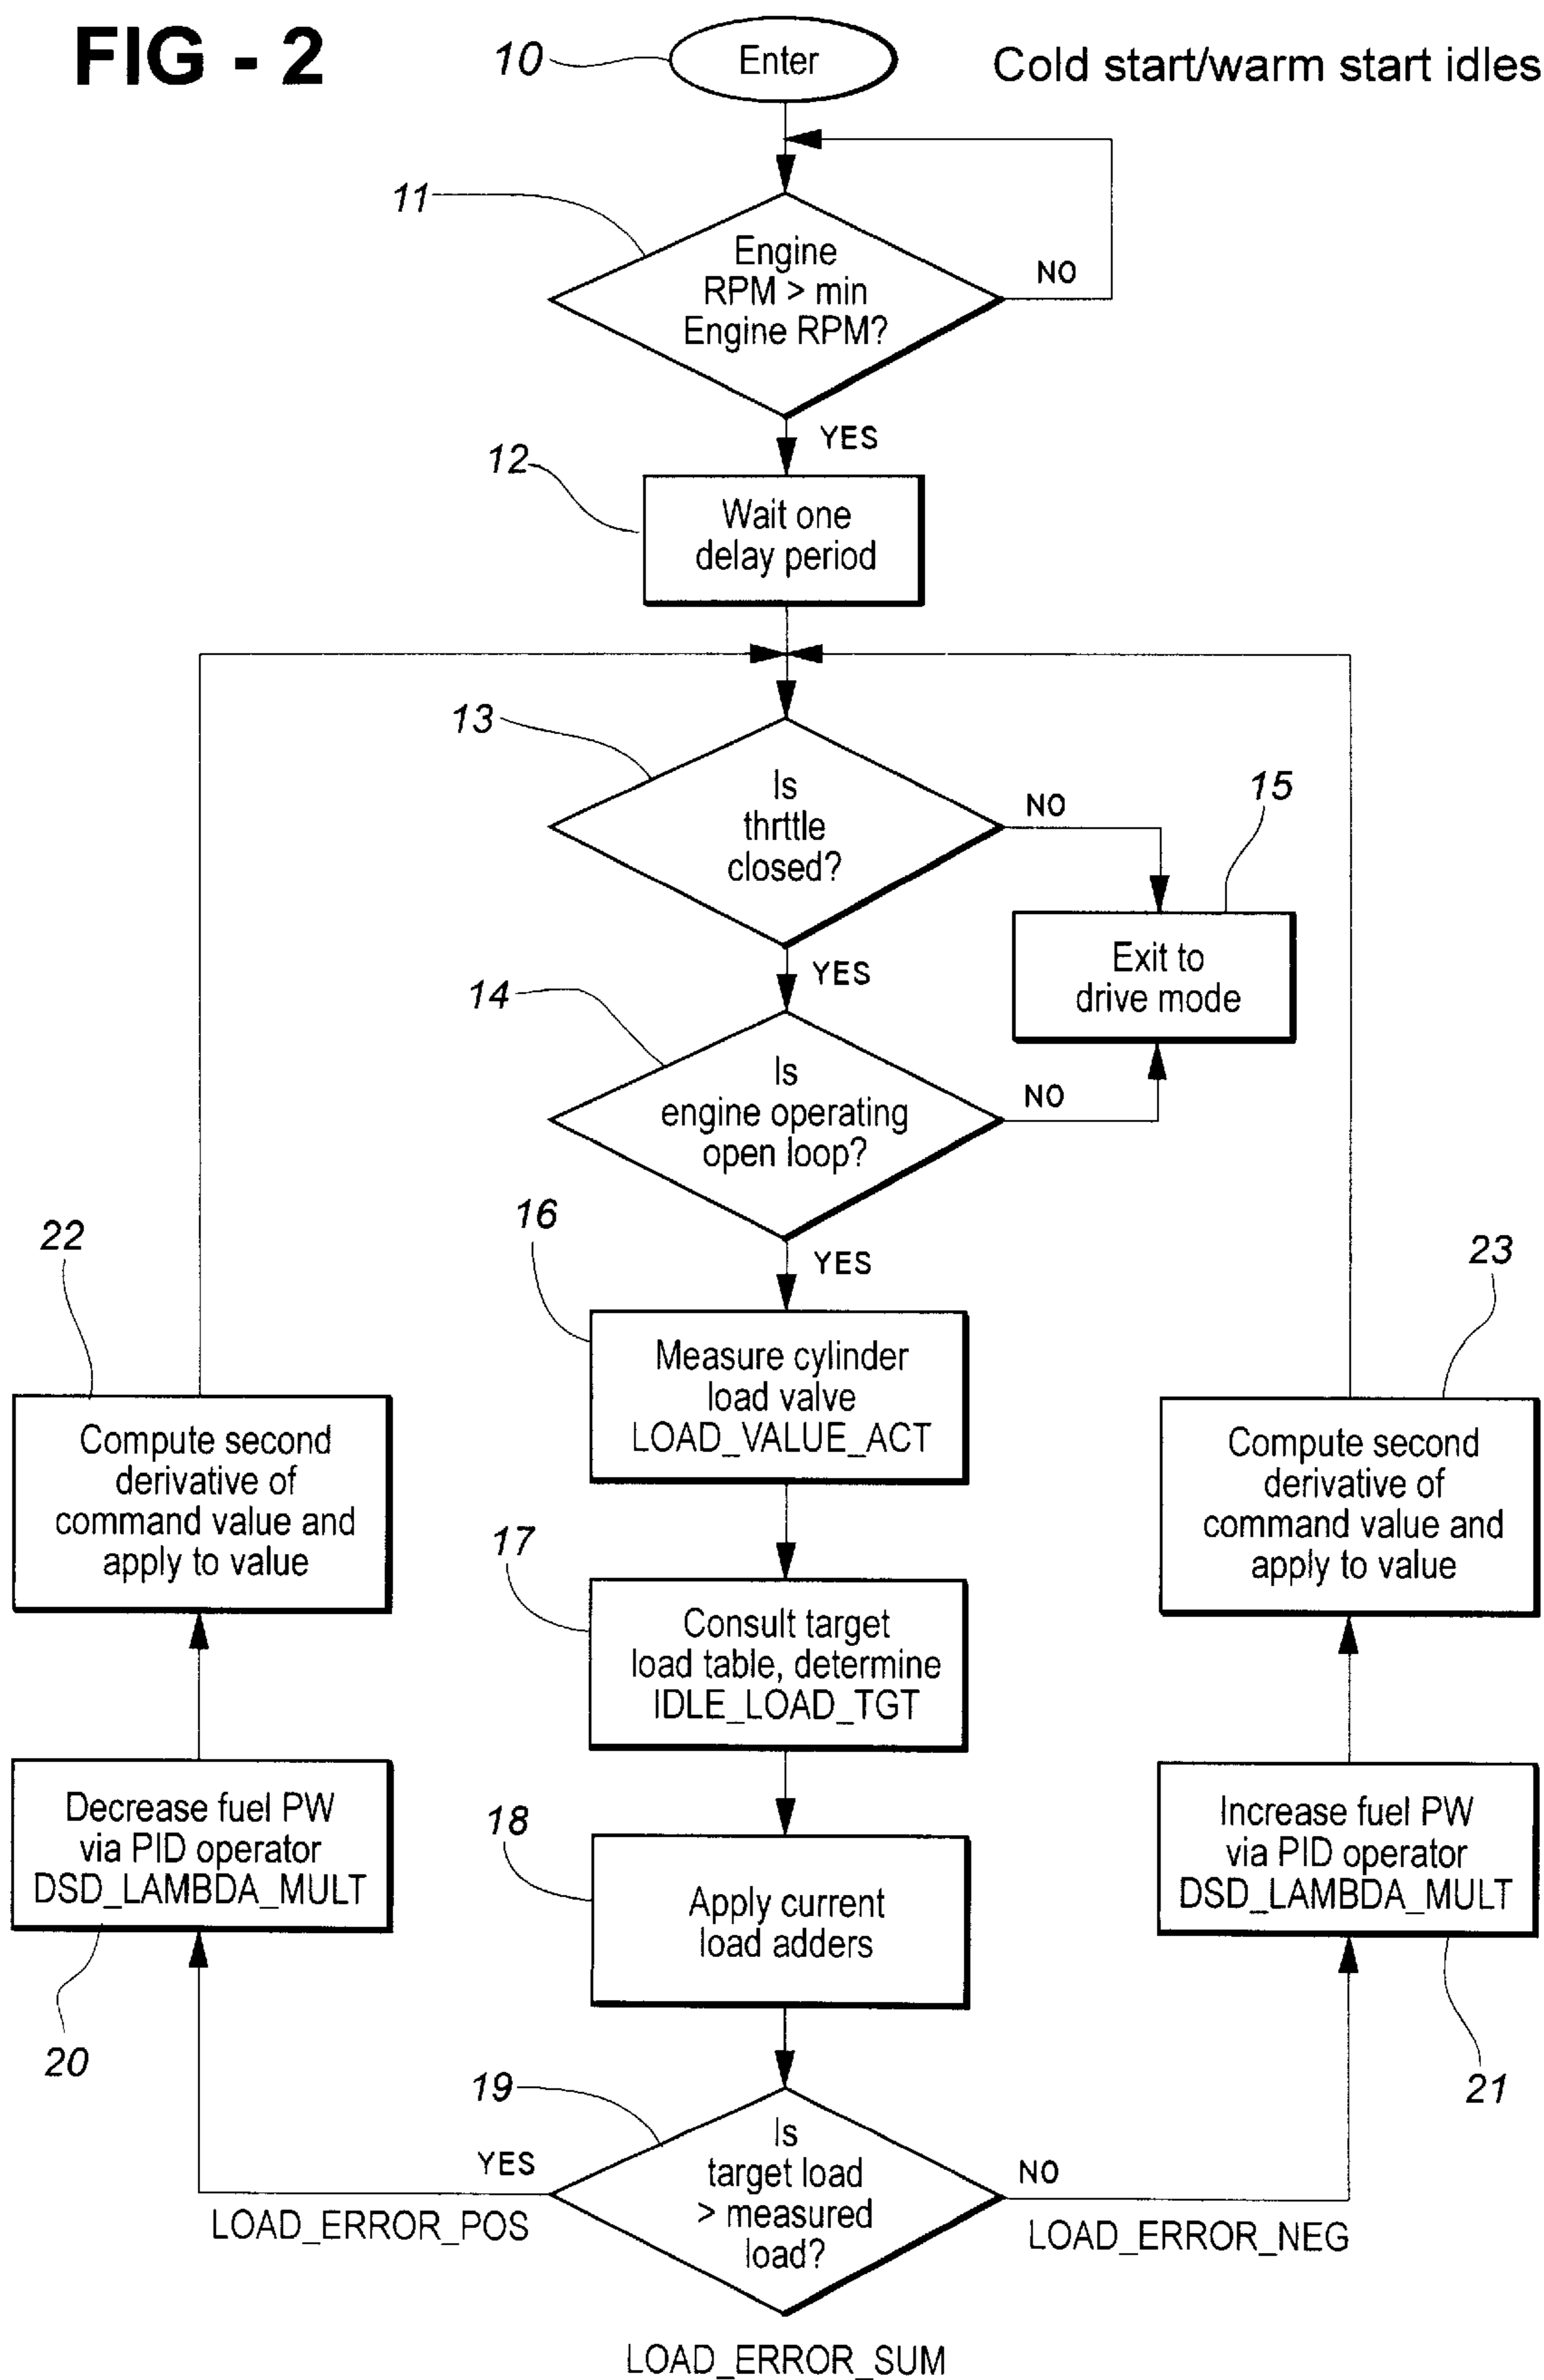 FIG - 2
10
Enter
Cold start/warm start idles
11
Engine
RPM > min
Engine RPM?
NO
YES
12
Wait one
delay period
13
Is
thrttle
closed?
NO
15
Exit to
drive mode
YES
14
Is
engine operating
open loop?
NO
YES
16
Measure cylinder
load valve
LOAD_VALUE_ACT
22
Compute second
derivative of
command value and
apply to value
23
Compute second
derivative of
command value and
apply to value
17
Consult target
load table, determine
IDLE_LOAD_TGT
Decrease fuel PW
via PID operator
DSD_LAMBDA_MULT
20
18
Apply current
load adders
Increase fuel PW
via PID operator
DSD_LAMBDA_MULT
21
19
Is
target load
> measured
load?
YES
LOAD_ERROR_POS
NO
LOAD_ERROR_NEG
LOAD_ERROR_SUM